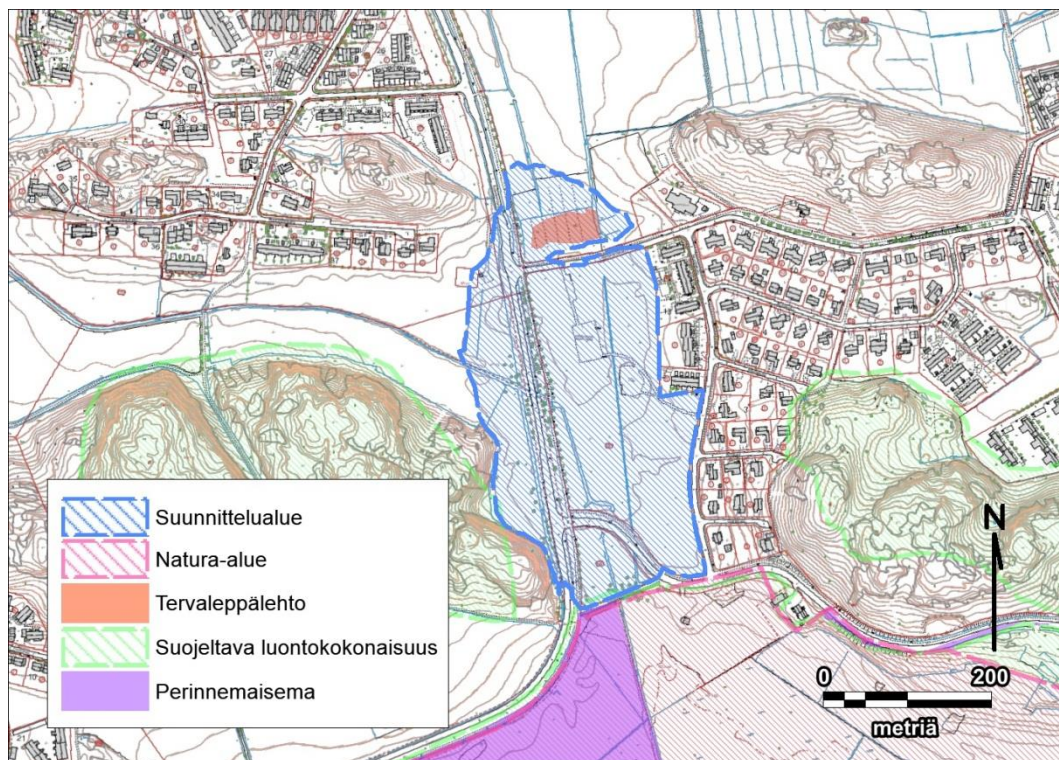 Suunnittelualue
Natura-alue
Tervaleppälehto
Suojeltava luontokokonaisuus
Perinnemaisema
N
0 200
metriä